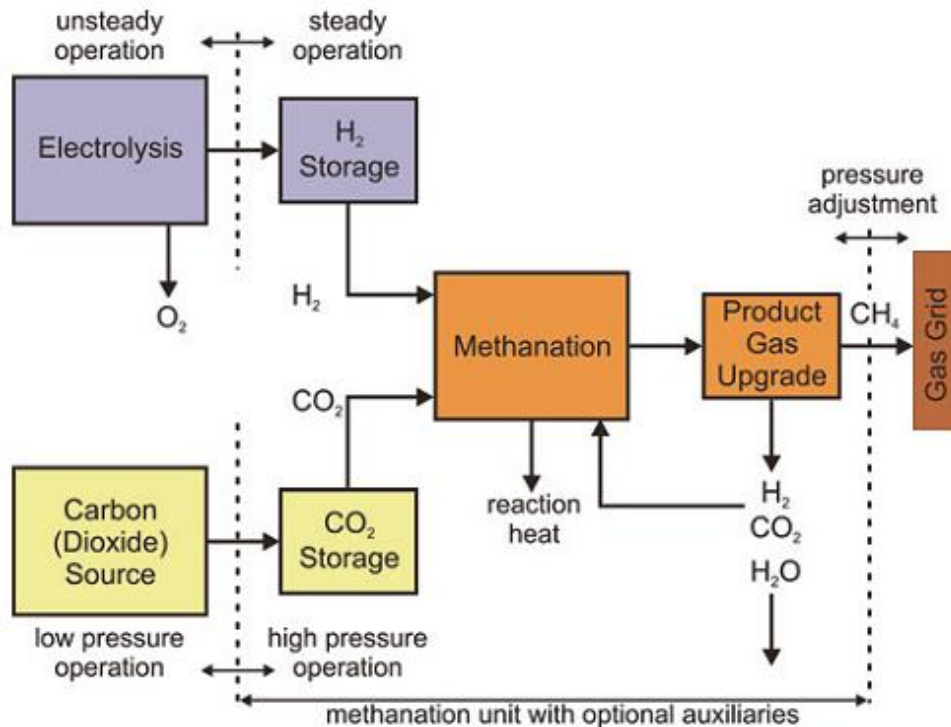 unsteady
operation
steady
operation
Electrolysis
H₂
Storage
O₂
H₂
pressure
adjustment
Methanation
Product
Gas
Upgrade
CH₄
Gas Grid
CO₂
reaction
heat
H₂
CO₂
H₂O
Carbon
(Dioxide)
Source
CO₂
Storage
low pressure
operation
high pressure
operation
methanation unit with optional auxiliaries